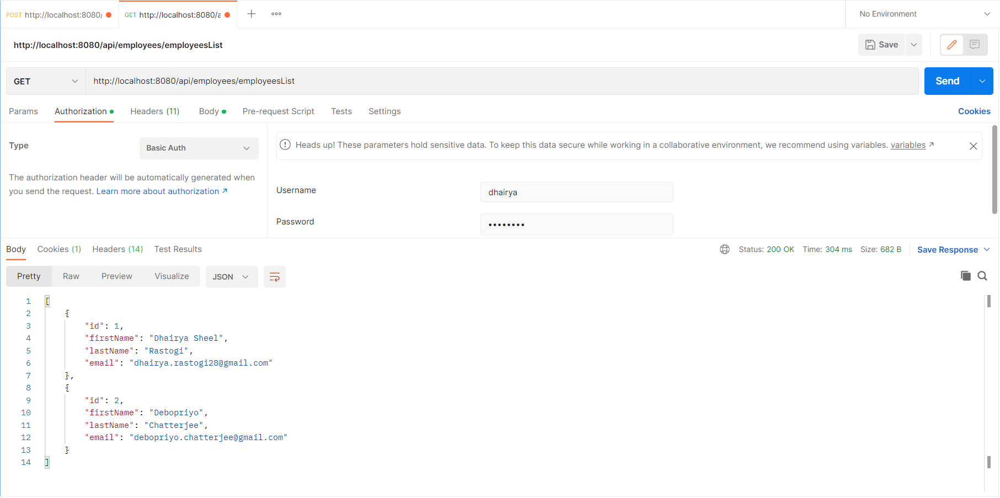 POST http://localhost:8080/
GET http://localhost:8080/a
No Environment
http://localhost:8080/api/employees/employeesList
Save
GET
http://localhost:8080/api/employees/employeesList
Send
Params Authorization Headers (11) Body Pre-request Script Tests Settings Cookies
Type
Basic Auth
The authorization header will be automatically generated when
you send the request. Learn more about authorization ↗
Heads up! These parameters hold sensitive data. To keep this data secure while working in a collaborative environment, we recommend using variables. variables ↗
Username
dhairya
Password
••••••••
Body Cookies (1) Headers (14) Test Results Status: 200 OK Time: 304 ms Size: 682 B Save Response
Pretty Raw Preview Visualize JSON
1 [
2 {
3 "id": 1,
4 "firstName": "Dhairya Sheel",
5 "lastName": "Rastogi",
6 "email": "dhairya.rastogi28@gmail.com"
7 },
8 {
9 "id": 2,
10 "firstName": "Debopriyo",
11 "lastName": "Chatterjee",
12 "email": "debopriyo.chatterjee@gmail.com"
13 }
14 ]